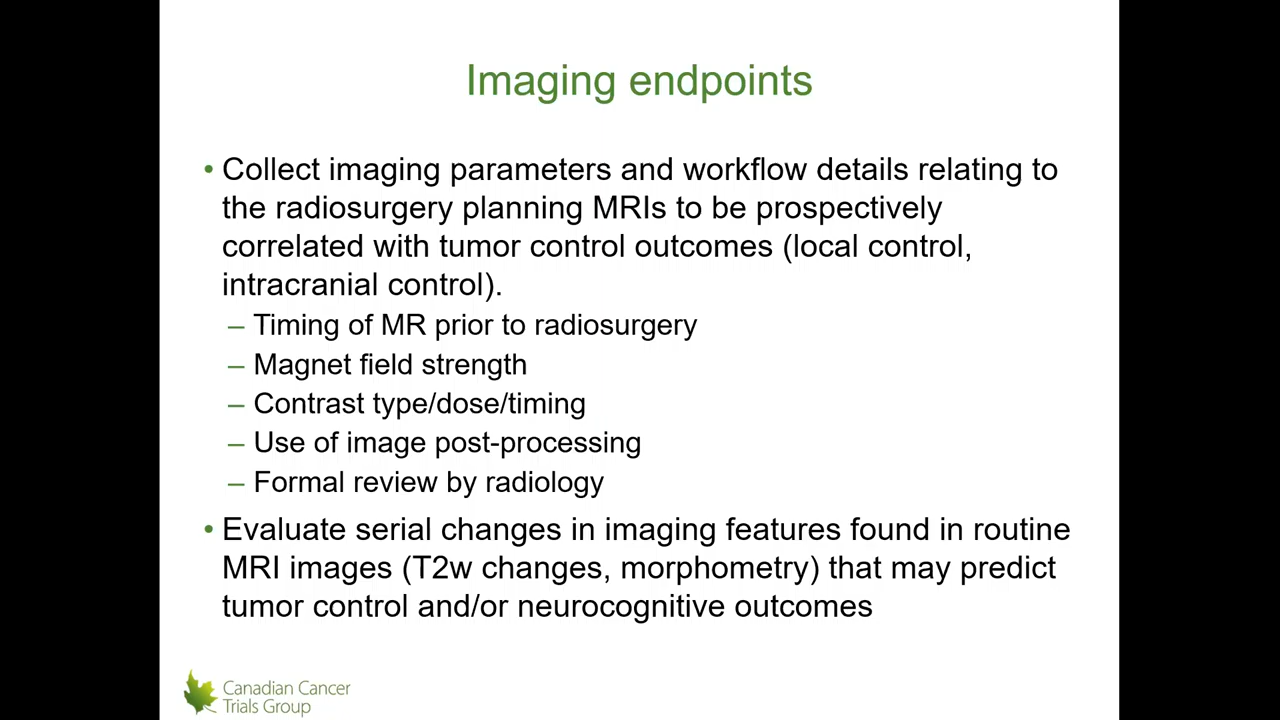 Imaging endpoints
• Collect imaging parameters and workflow details relating to
the radiosurgery planning MRIs to be prospectively
correlated with tumor control outcomes (local control,
intracranial control).
– Timing of MR prior to radiosurgery
– Magnet field strength
– Contrast type/dose/timing
– Use of image post-processing
– Formal review by radiology
• Evaluate serial changes in imaging features found in routine
MRI images (T2w changes, morphometry) that may predict
tumor control and/or neurocognitive outcomes
Canadian Cancer
Trials Group